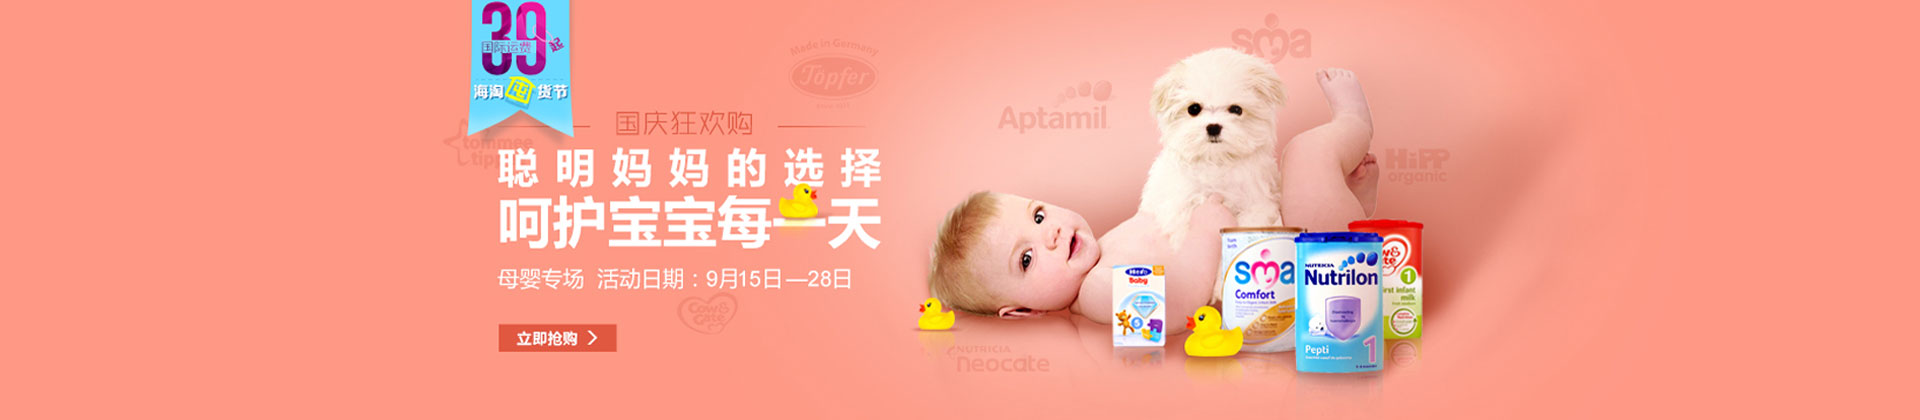 39
国际运费起
海淘囤货节
国庆狂欢购
聪明妈妈的选择
呵护宝宝每一天
母婴专场 活动日期：9月15日—28日
立即抢购 >
tommee
tipp
Made in Germany
Töpfer
Aptamil
sma
HiPP
organic
Cow&
Gate
NUTRICIA
neocate
Hero
Baby
5
sma
Comfort
NUTRICIA
Nutrilon
Pepti
1
Cow&
Gate
1
first infant
milk